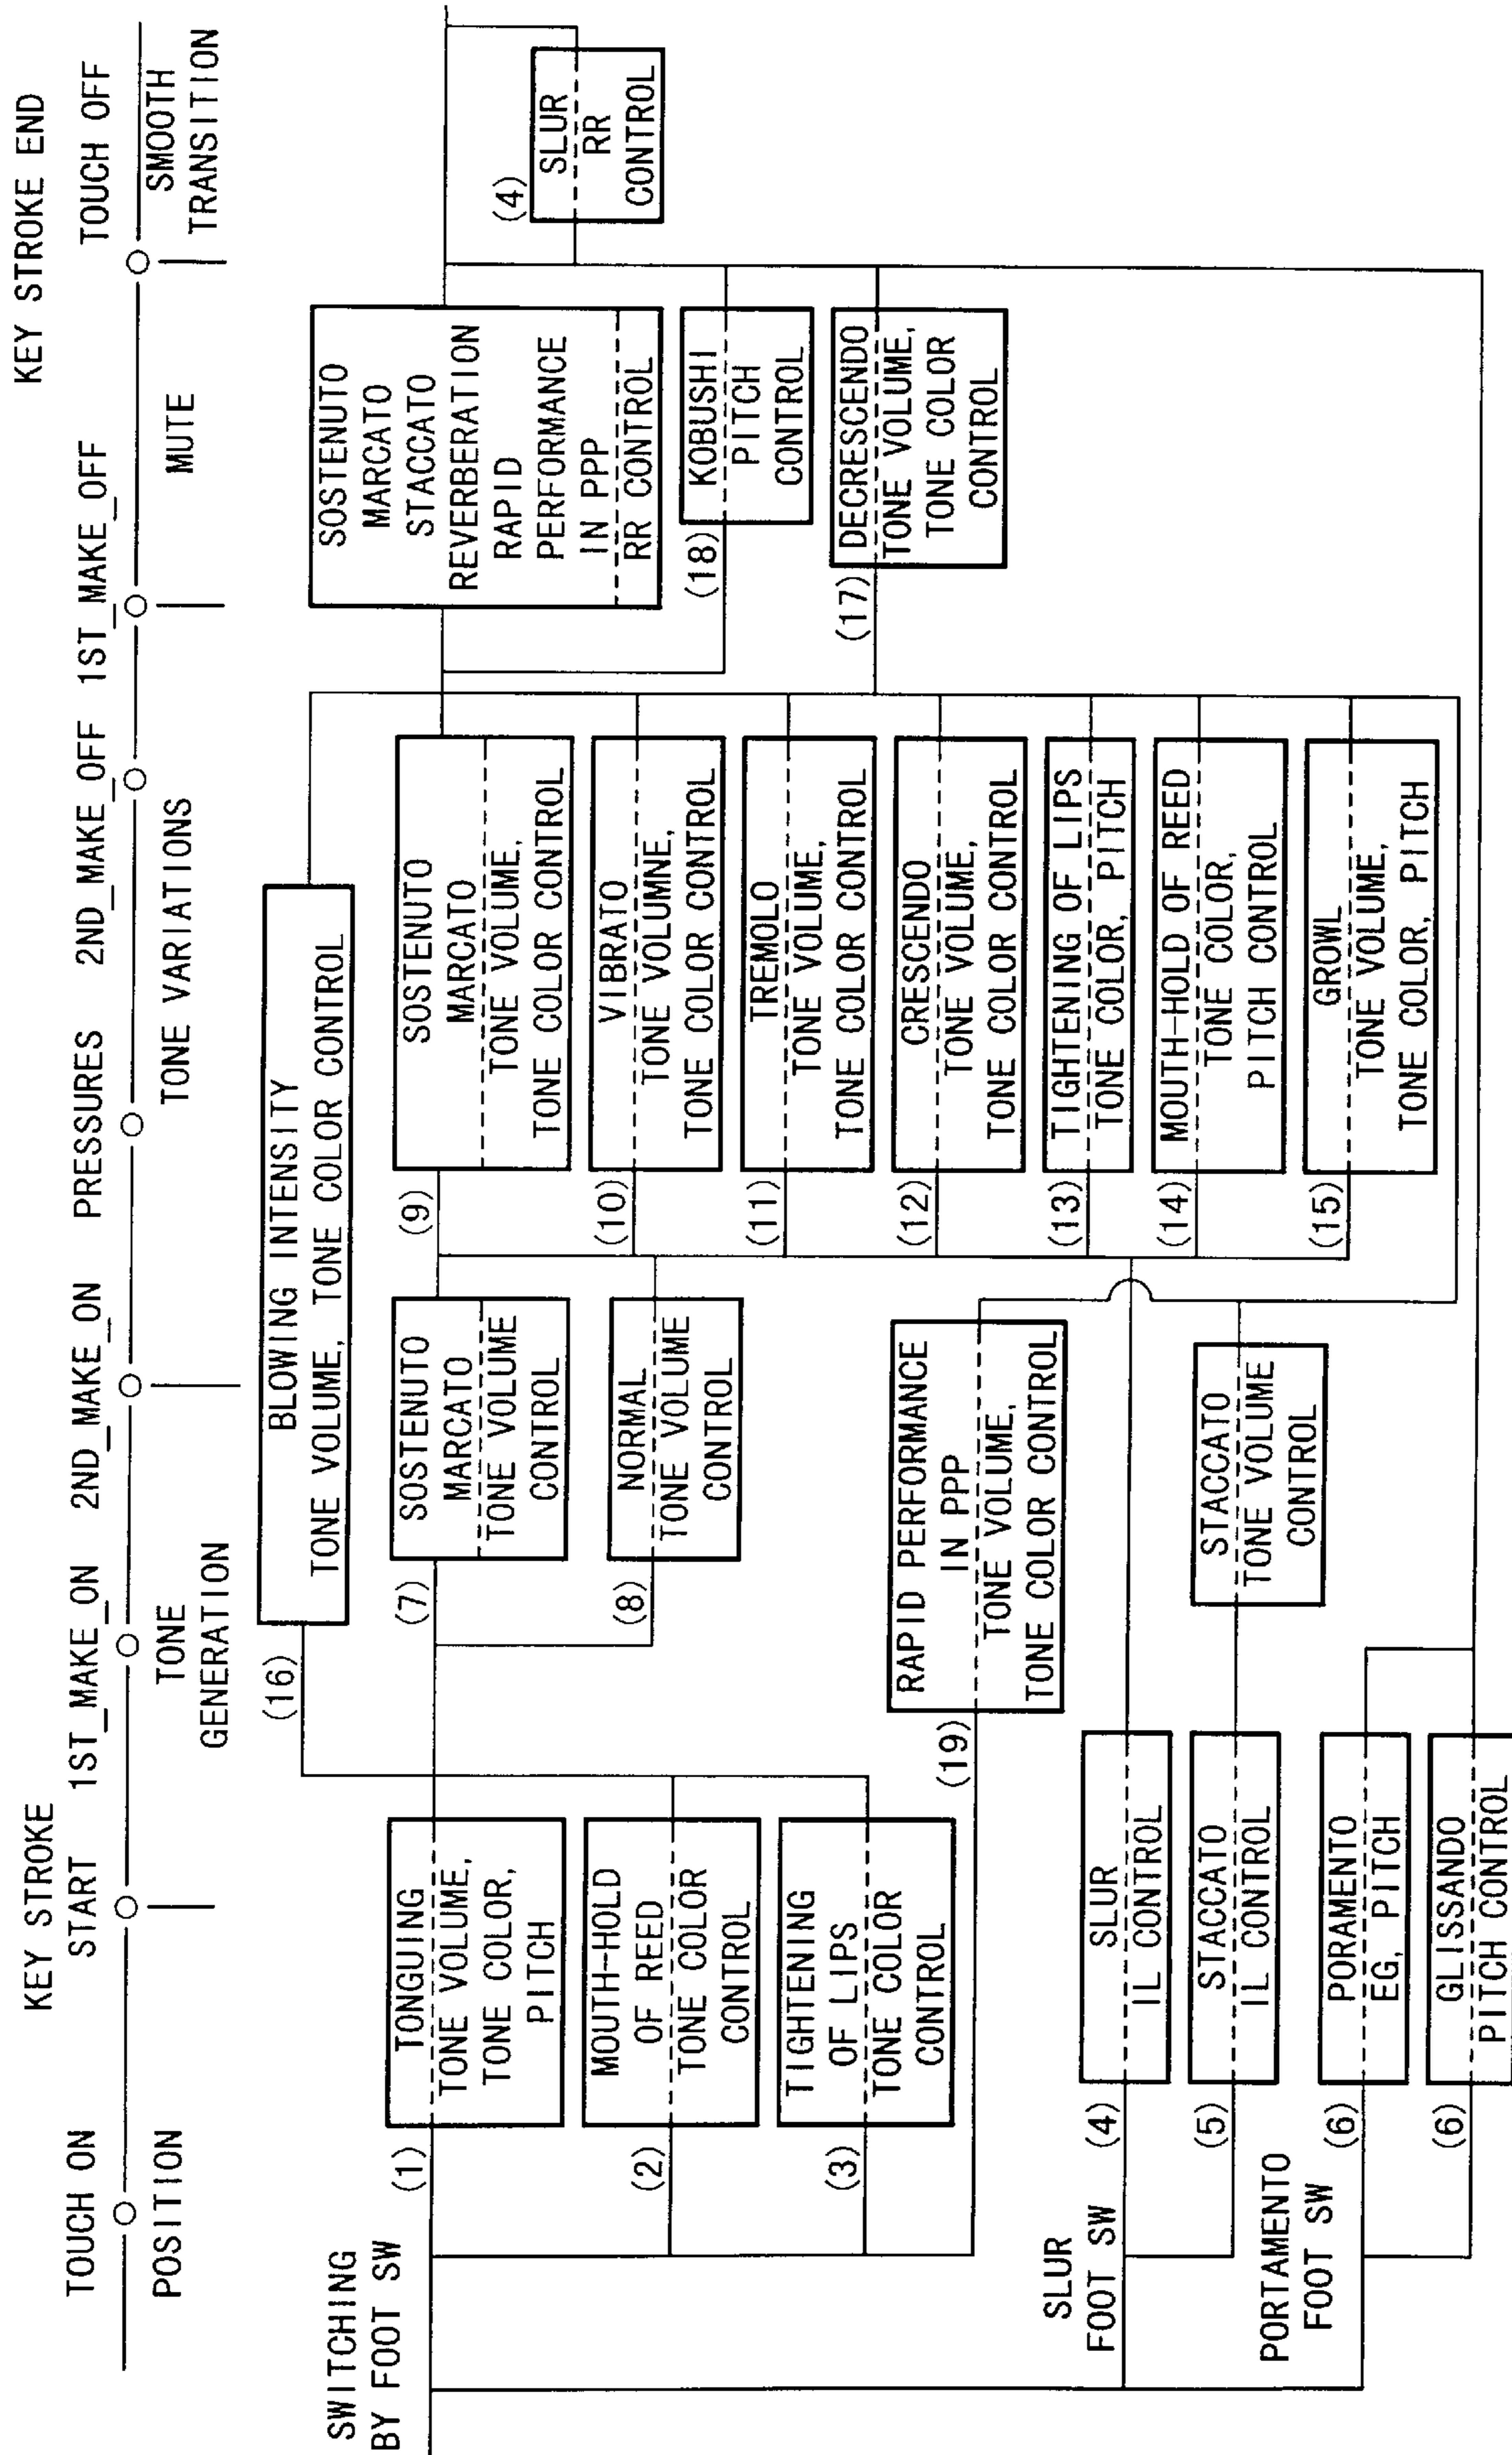 KEY STROKE
KEY STROKE END
TOUCH ON
START
1ST_MAKE_ON
2ND_MAKE_ON
PRESSURES
2ND_MAKE_OFF
1ST_MAKE_OFF
TOUCH OFF
POSITION
TONE
GENERATION
TONE VARIATIONS
MUTE
SMOOTH
TRANSITION
SWITCHING
BY FOOT SW
(16)
BLOWING INTENSITY
TONE VOLUME, TONE COLOR CONTROL
(1)
TONGUING
TONE VOLUME,
TONE COLOR,
PITCH
(2)
MOUTH-HOLD
OF REED
TONE COLOR
CONTROL
(3)
TIGHTENING
OF LIPS
TONE COLOR
CONTROL
(7)
SOSTENUTO
MARCATO
TONE VOLUME
CONTROL
(8)
NORMAL
TONE VOLUME
CONTROL
(19)
RAPID PERFORMANCE
IN PPP
TONE VOLUME,
TONE COLOR CONTROL
(9)
SOSTENUTO
MARCATO
TONE VOLUME,
TONE COLOR CONTROL
(10)
VIBRATO
TONE VOLUMNE,
TONE COLOR CONTROL
(11)
TREMOLO
TONE VOLUME,
TONE COLOR CONTROL
(12)
CRESCENDO
TONE VOLUME,
TONE COLOR CONTROL
(13)
TIGHTENING OF LIPS
TONE COLOR, PITCH
(14)
MOUTH-HOLD OF REED
TONE COLOR,
PITCH CONTROL
(15)
GROWL
TONE VOLUME,
TONE COLOR, PITCH
SOSTENUTO
MARCATO
STACCATO
REVERBERATION
RAPID
PERFORMANCE
IN PPP
RR CONTROL
(18)
KOBUSHI
PITCH
CONTROL
(17)
DECRESCENDO
TONE VOLUME,
TONE COLOR
CONTROL
(4)
SLUR
RR
CONTROL
SLUR
FOOT SW
(4)
SLUR
IL CONTROL
(5)
STACCATO
IL CONTROL
STACCATO
TONE VOLUME
CONTROL
PORTAMENTO
FOOT SW
(6)
PORAMENTO
EG, PITCH
(6)
GLISSANDO
PITCH CONTROL